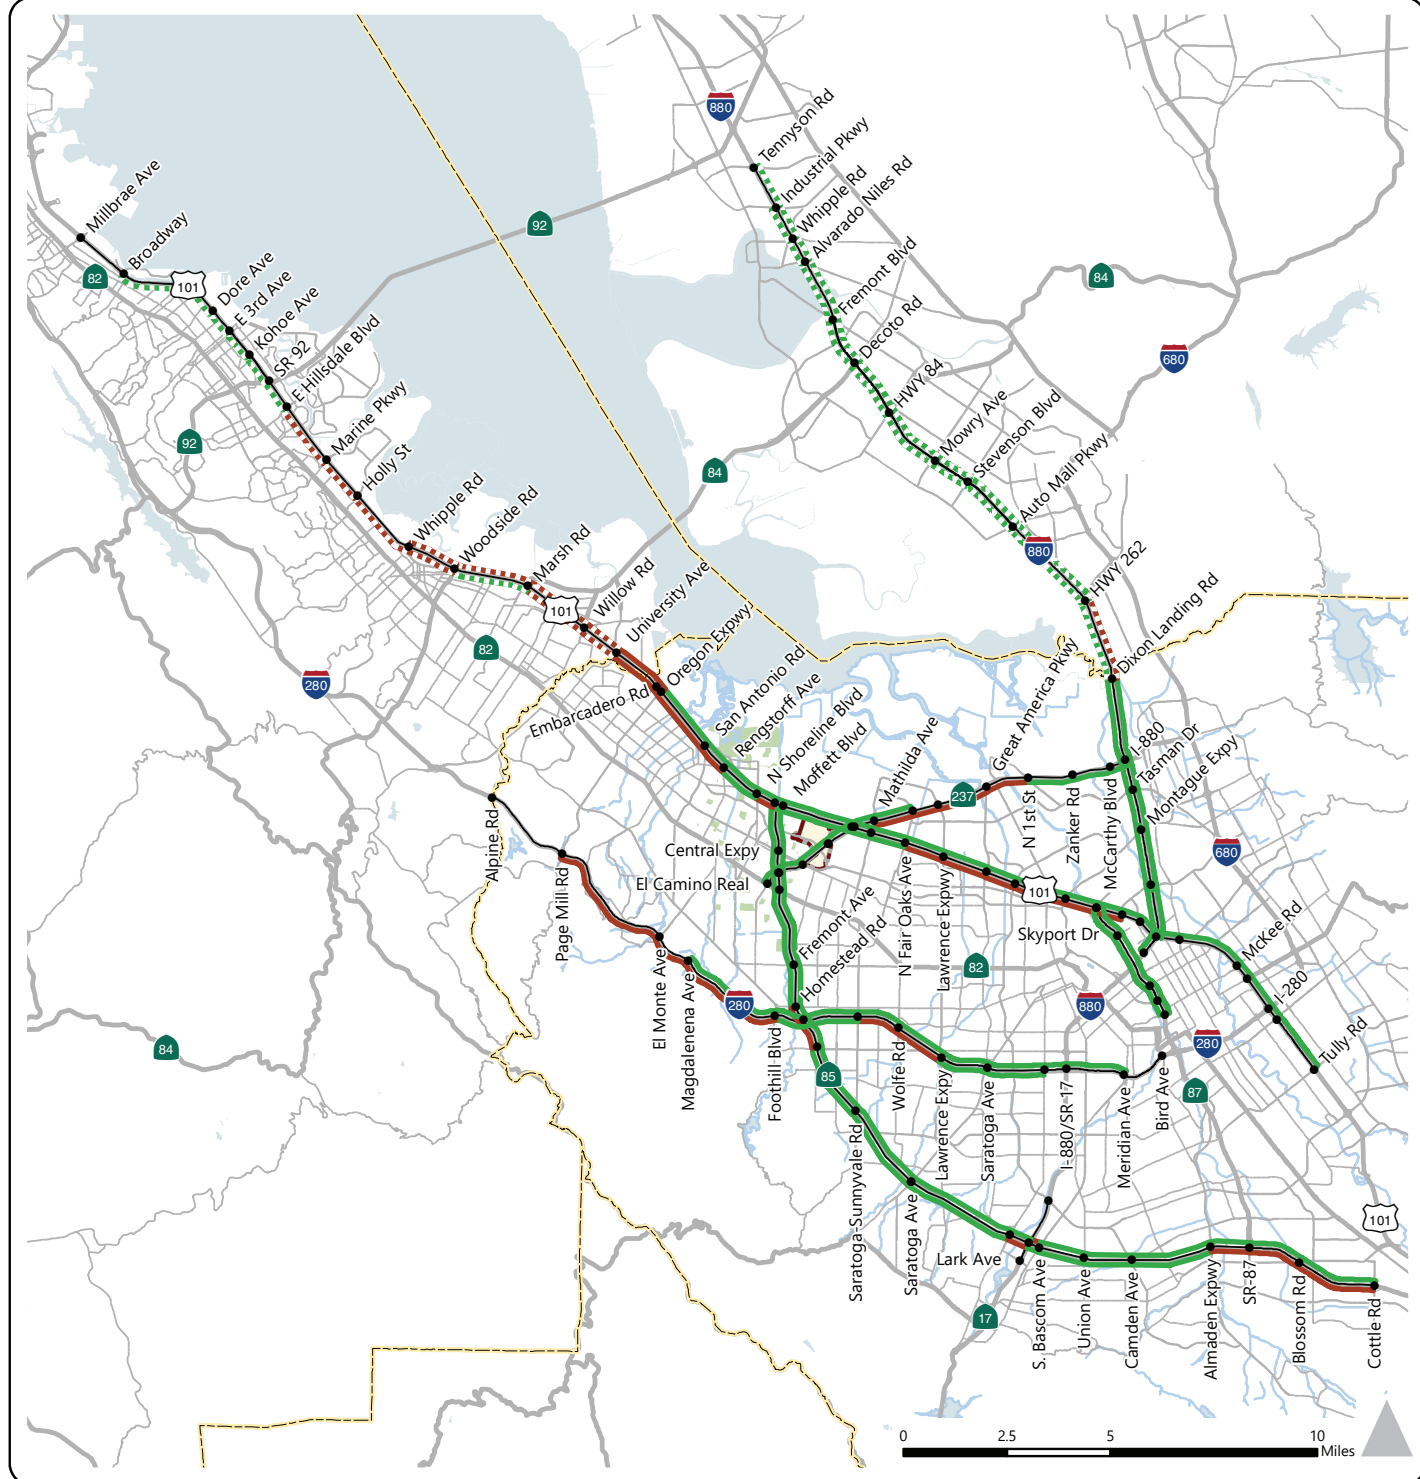 880
Tennyson Rd
Industrial Pkwy
Whipple Rd
Alvarado Niles Rd
Millbrae Ave
Broadway
92
82
101
Dore Ave
E 3rd Ave
Kohoe Ave
SR-92
E Hillsdale Blvd
Fremont Blvd
Decoto Rd
84
680
HWY 84
Mowry Ave
Stevenson Blvd
Auto Mall Pkwy
92
Marine Pkwy
Holly St
84
Whipple Rd
Woodside Rd
Marsh Rd
880
HWY 262
Dixon Landing Rd
101
Willow Rd
University Ave
82
280
Oregon Expwy
Embarcadero Rd
San Antonio Rd
Rengstorff Ave
N Shoreline Blvd
Moffett Blvd
Mathilda Ave
Great America Pkwy
I-880
Tasman Dr
Montague Expy
237
N 1st St
Zanker Rd
McCarthy Blvd
Alpine Rd
Central Expy
El Camino Real
680
101
Page Mill Rd
Fremont Ave
Homestead Rd
N Fair Oaks Ave
Lawrence Expwy
Skyport Dr
McKee Rd
82
El Monte Ave
Magdalenena Ave
280
880
I-280
280
Tully Rd
84
Foothill Blvd
85
Wolfe Rd
Lawrence Expy
Saratoga Ave
I-880/SR-17
Meridian Ave
Bird Ave
87
Saratoga-Sunnyvale Rd
Saratoga Ave
101
Lark Ave
17
S. Bascom Ave
Union Ave
Camden Ave
Almaden Expwy
SR-87
Blossom Rd
Cottle Rd
0 2.5 5 10
Miles